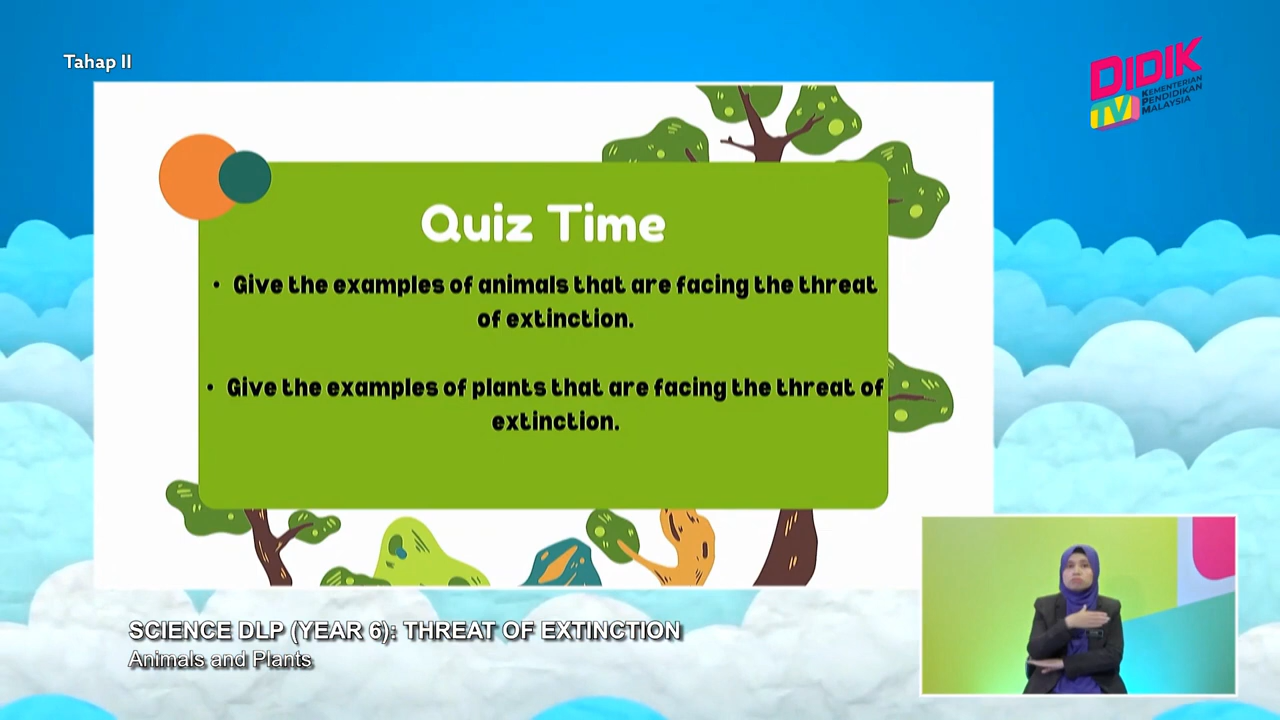 Tahap II
DIDIK
TV
KEMENTERIAN
PENDIDIKAN
MALAYSIA
Quiz Time
• Give the examples of animals that are facing the threat
of extinction.
• Give the examples of plants that are facing the threat of
extinction.
SCIENCE DLP (YEAR 6): THREAT OF EXTINCTION
Animals and Plants